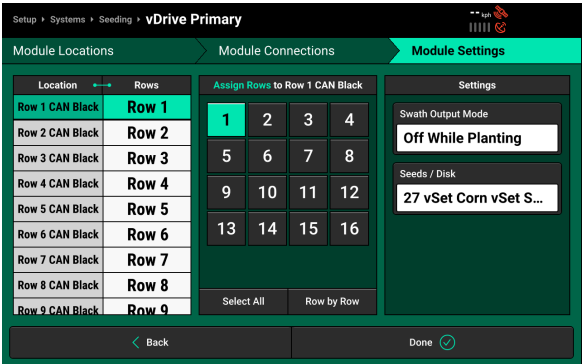 Setup › Systems › Seeding › vDrive Primary
-- kph
Module Locations
Module Connections
Module Settings
Location Rows
Row 1 CAN Black Row 1
Row 2 CAN Black Row 2
Row 3 CAN Black Row 3
Row 4 CAN Black Row 4
Row 5 CAN Black Row 5
Row 6 CAN Black Row 6
Row 7 CAN Black Row 7
Row 8 CAN Black Row 8
Row 9 CAN Black Row 9
Assign Rows to Row 1 CAN Black
1 2 3 4
5 6 7 8
9 10 11 12
13 14 15 16
Select All Row by Row
Settings
Swath Output Mode
Off While Planting
Seeds / Disk
27 vSet Corn vSet S...
Back
Done